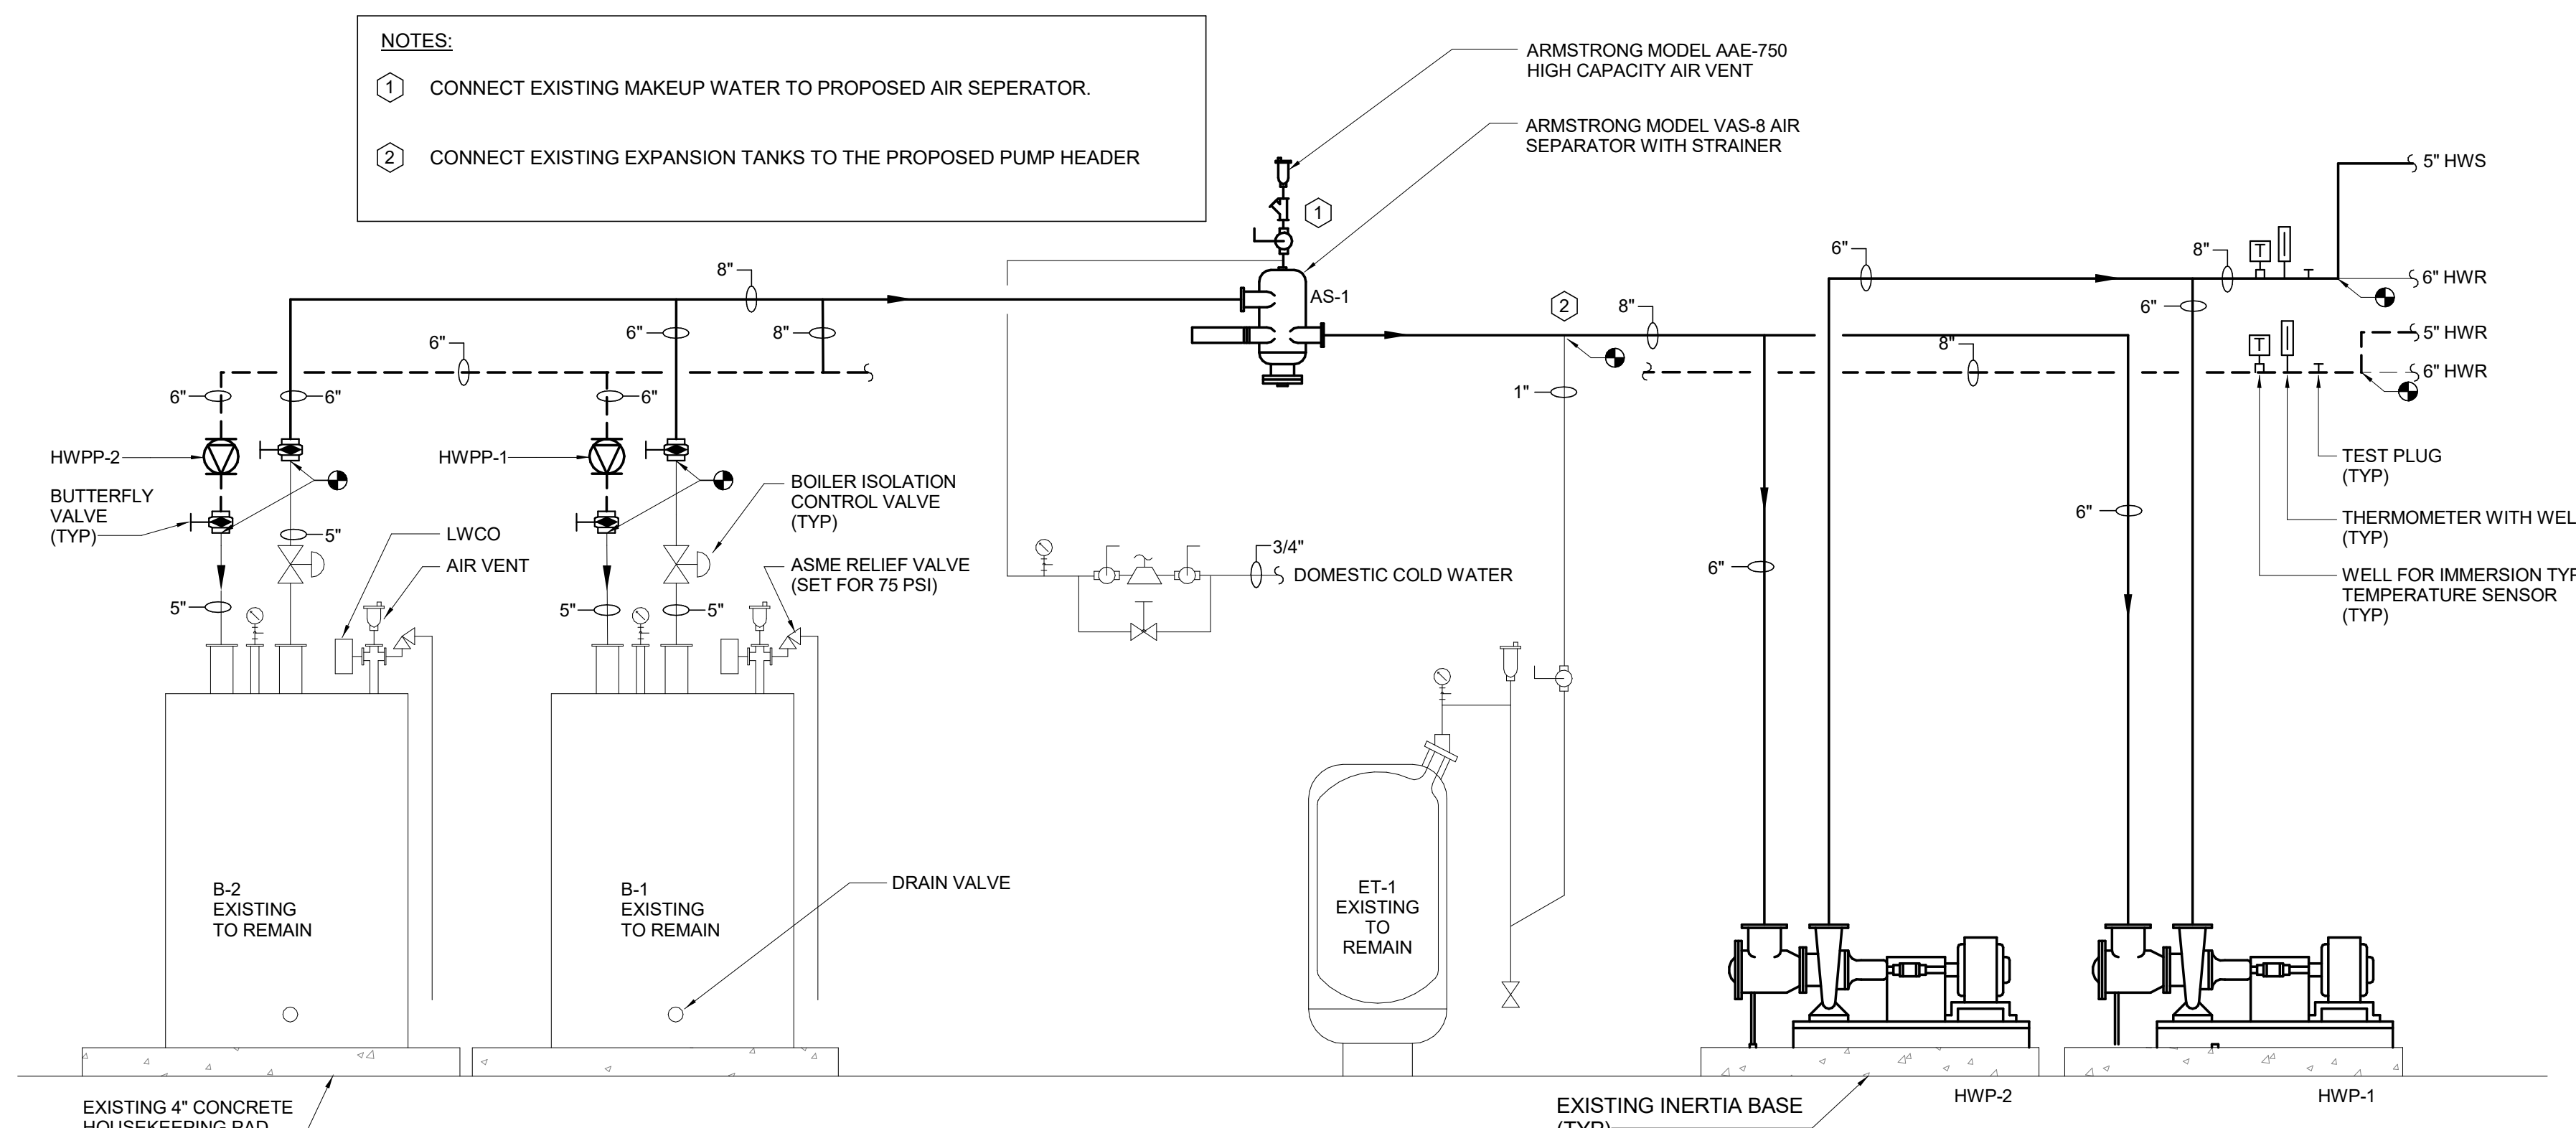 NOTES:
1 CONNECT EXISTING MAKEUP WATER TO PROPOSED AIR SEPERATOR.
2 CONNECT EXISTING EXPANSION TANKS TO THE PROPOSED PUMP HEADER
ARMSTRONG MODEL AAE-750
HIGH CAPACITY AIR VENT
ARMSTRONG MODEL VAS-8 AIR
SEPARATOR WITH STRAINER
1
AS-1
2
8"
6"
8"
6"
6"
6"
6"
HWPP-2
HWPP-1
BUTTERFLY
VALVE
(TYP)
LWCO
AIR VENT
5"
5"
5"
5"
BOILER ISOLATION
CONTROL VALVE
(TYP)
ASME RELIEF VALVE
(SET FOR 75 PSI)
3/4"
DOMESTIC COLD WATER
8"
1"
6"
8"
6"
8"
6"
6"
T
T
5" HWS
6" HWR
5" HWR
6" HWR
TEST PLUG
(TYP)
THERMOMETER WITH WEL
(TYP)
WELL FOR IMMERSION TYP
TEMPERATURE SENSOR
(TYP)
B-2
EXISTING
TO REMAIN
B-1
EXISTING
TO REMAIN
DRAIN VALVE
ET-1
EXISTING
TO
REMAIN
HWP-2
HWP-1
EXISTING 4" CONCRETE
HOUSEKEEPING PAD
EXISTING INERTIA BASE
(TYP)